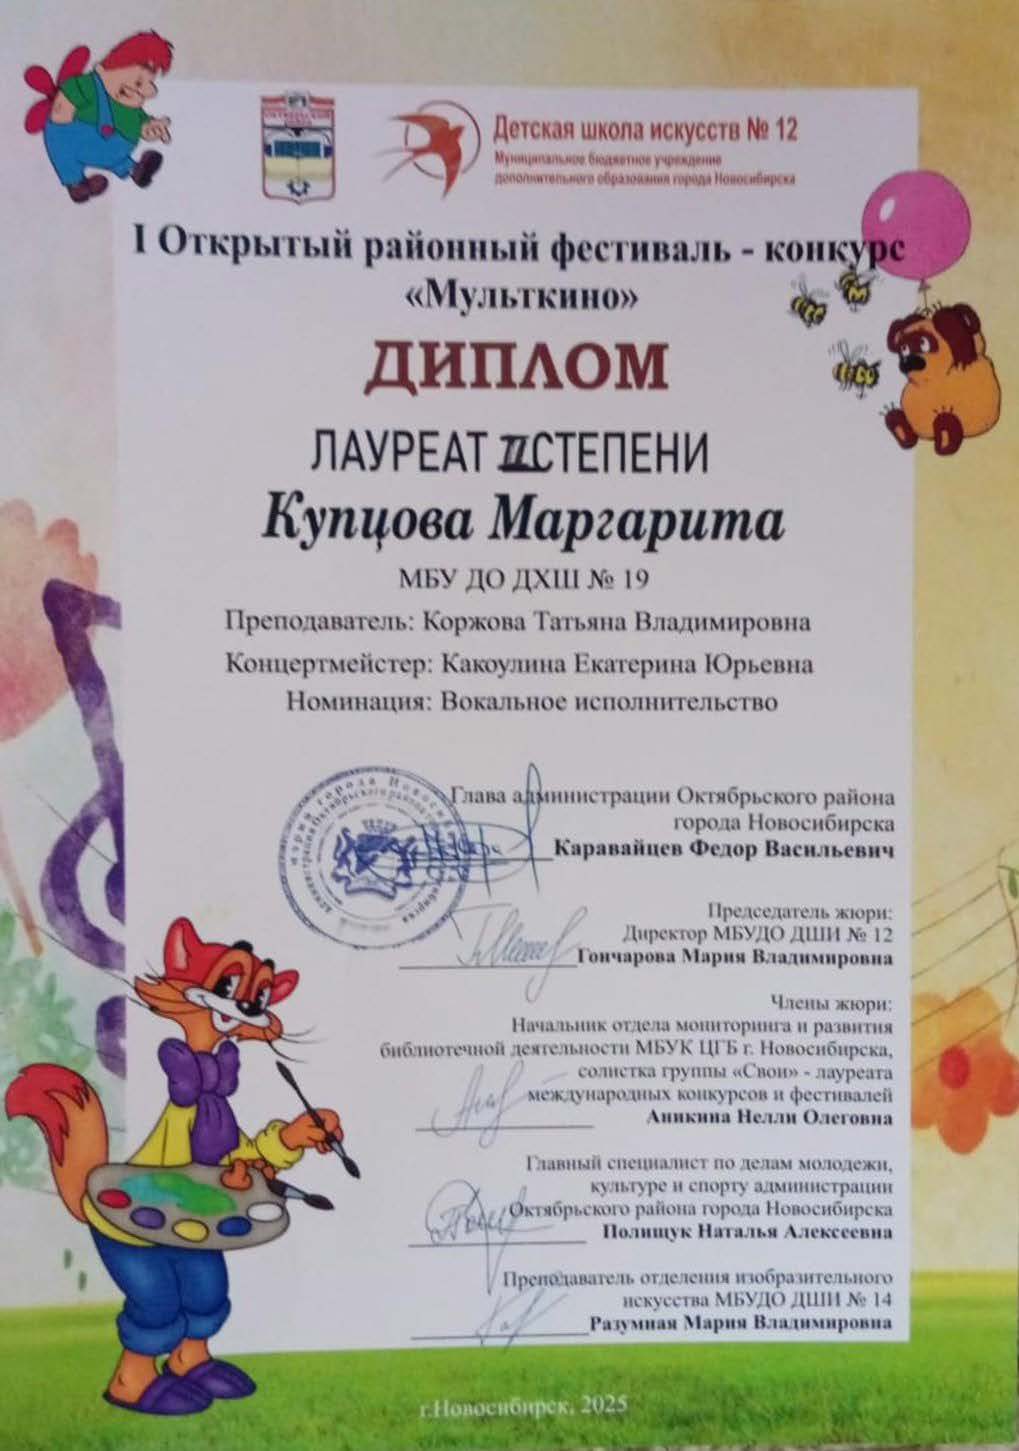 ОКТЯБРЬСКИЙ
Детская школа искусств № 12
Муниципальное бюджетное учреждение
дополнительного образования города Новосибирска
I Открытый районный фестиваль - конкурс
«Мульткино»
ДИПЛОМ
ЛАУРЕАТ II СТЕПЕНИ
Купцова Маргарита
МБУ ДО ДХШ № 19
Преподаватель: Коржова Татьяна Владимировна
Концертмейстер: Какоулина Екатерина Юрьевна
Номинация: Вокальное исполнительство
Глава администрации Октябрьского района
города Новосибирска
Каравайцев Федор Васильевич
Председатель жюри:
Директор МБУДО ДШИ № 12
Гончарова Мария Владимировна
Члены жюри:
Начальник отдела мониторинга и развития
библиотечной деятельности МБУК ЦГБ г. Новосибирска,
солистка группы «Свои» - лауреата
международных конкурсов и фестивалей
Аникина Нелли Олеговна
Главный специалист по делам молодежи,
культуре и спорту администрации
Октябрьского района города Новосибирска
Полищук Наталья Алексеевна
Преподаватель отделения изобразительного
искусства МБУДО ДШИ № 14
Разумная Мария Владимировна
г.Новосибирск, 2025